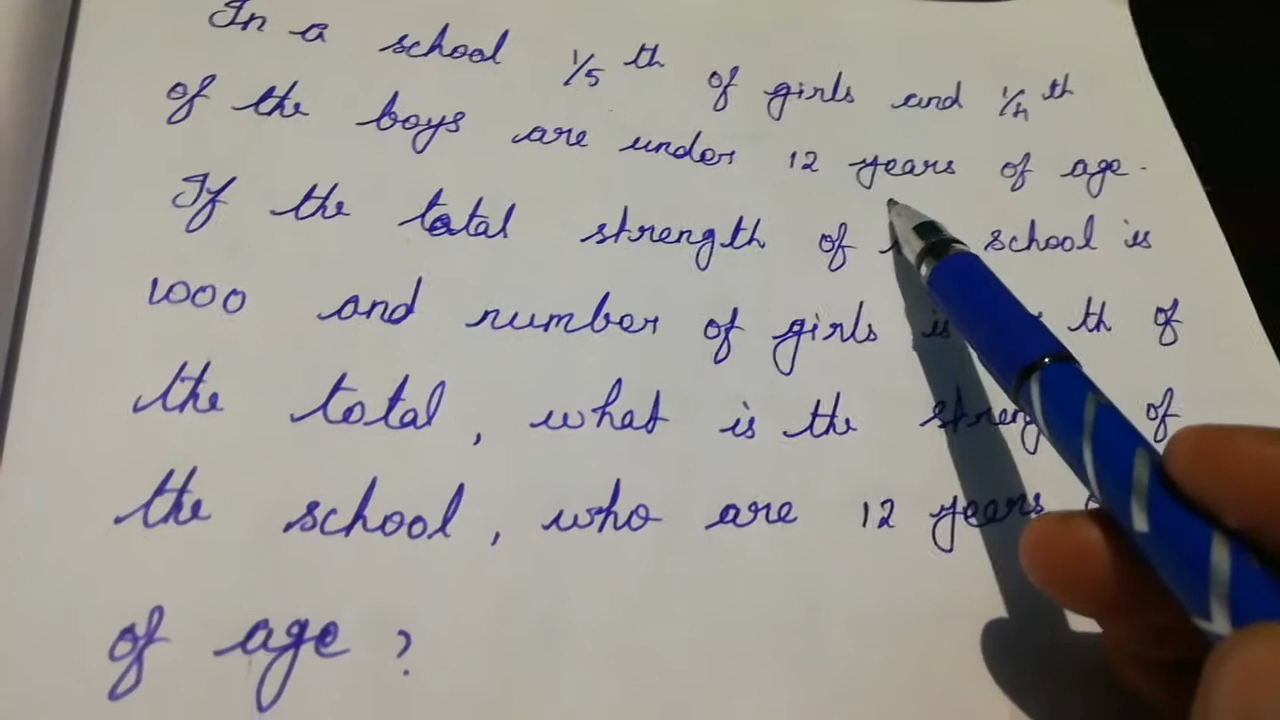 In a school 1/5 th of girls and 1/4 th
of the boys are under 12 years of age.
If the total strength of school is
1000 and number of girls is th of
the total, what is the of
the school, who are 12 years
of age?